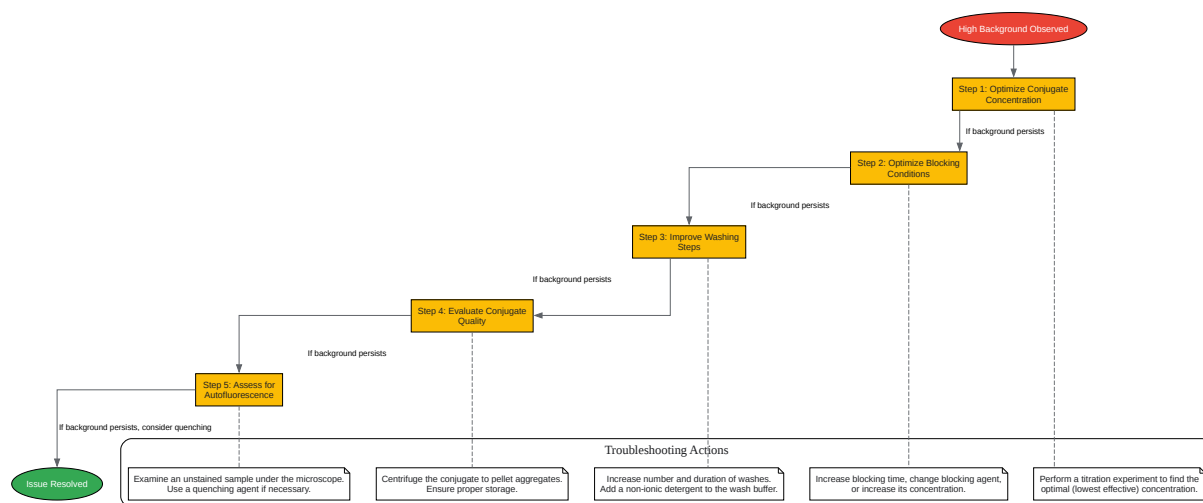 High Background Observed
Step 1: Optimize Conjugate
Concentration
If background persists
Step 2: Optimize Blocking
Conditions
If background persists
Step 3: Improve Washing
Steps
If background persists
Step 4: Evaluate Conjugate
Quality
If background persists
Step 5: Assess for
Autofluorescence
If background persists, consider quenching
Issue Resolved
Troubleshooting Actions
Examine an unstained sample under the microscope.
Use a quenching agent if necessary.
Centrifuge the conjugate to pellet aggregates.
Ensure proper storage.
Increase number and duration of washes.
Add a non-ionic detergent to the wash buffer.
Increase blocking time, change blocking agent,
or increase its concentration.
Perform a titration experiment to find the
optimal (lowest effective) concentration.